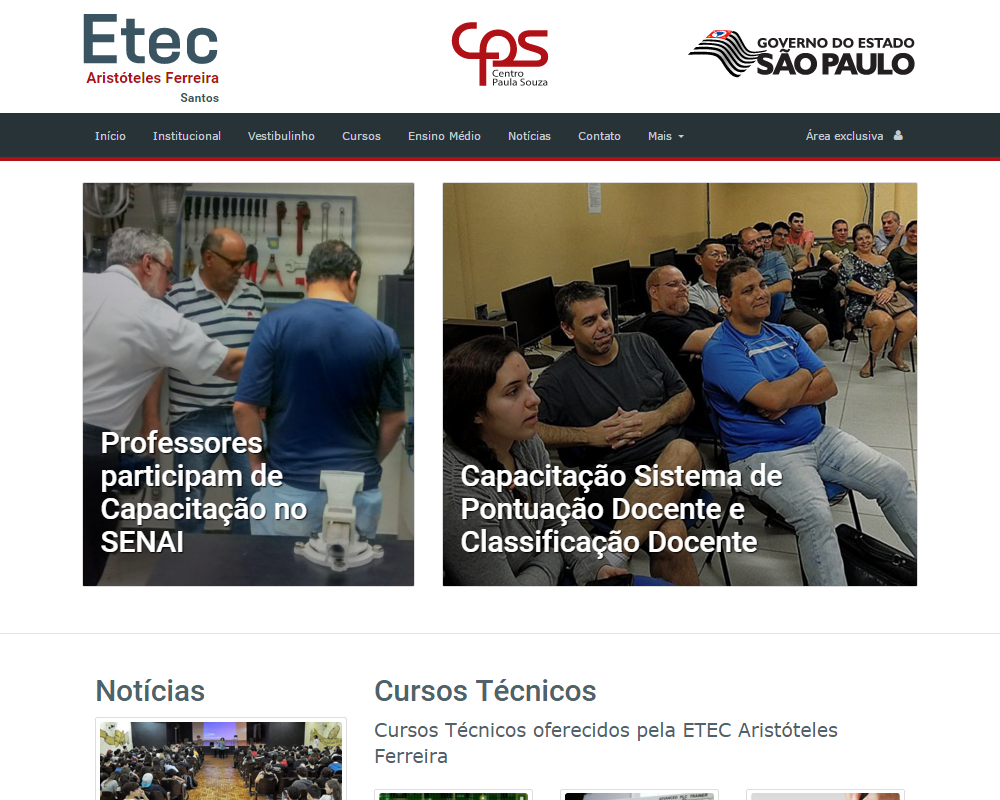 Etec
Aristóteles Ferreira
Santos
cps
Centro
Paula Souza
GOVERNO DO ESTADO
SÃO PAULO
Início Institucional Vestibulinho Cursos Ensino Médio Notícias Contato Mais Área exclusiva
Professores
participam de
Capacitação no
SENAI
Capacitação Sistema de
Pontuação Docente e
Classificação Docente
Notícias
Cursos Técnicos
Cursos Técnicos oferecidos pela ETEC Aristóteles
Ferreira